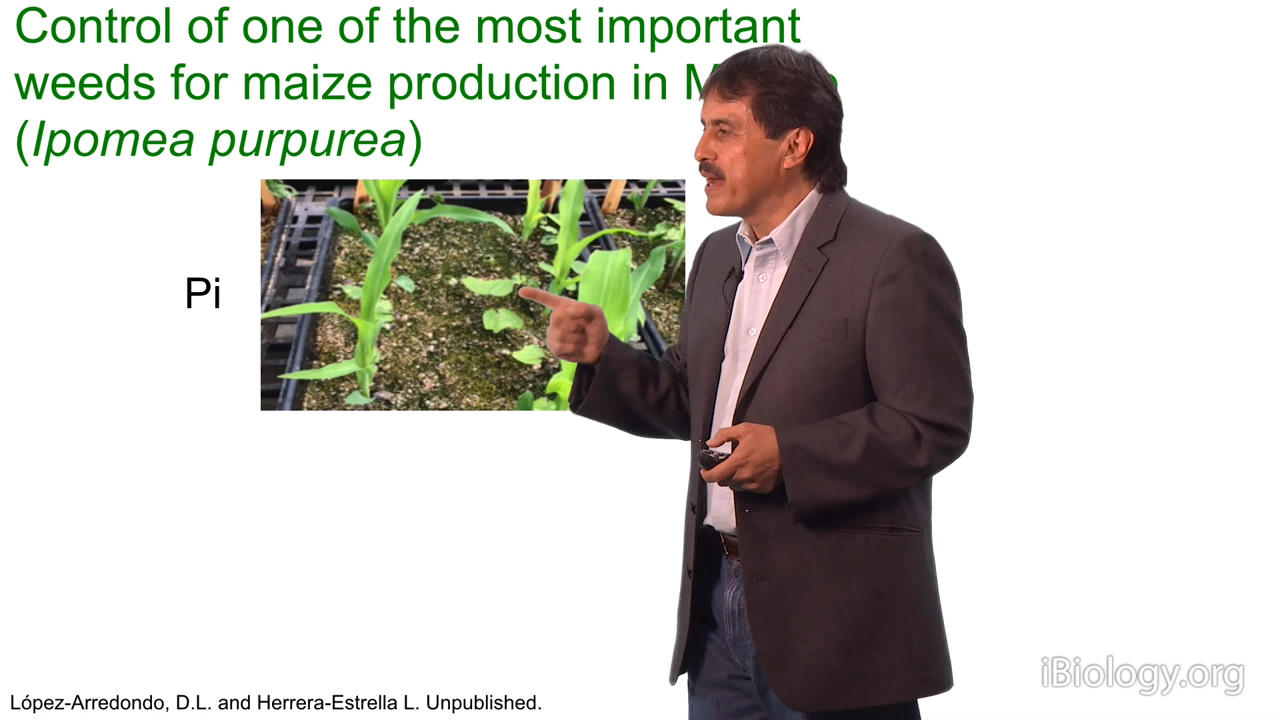 Control of one of the most important
weeds for maize production in
(Ipomea purpurea)
Pi
iBiology.org
López-Arredondo, D.L. and Herrera-Estrella L. Unpublished.